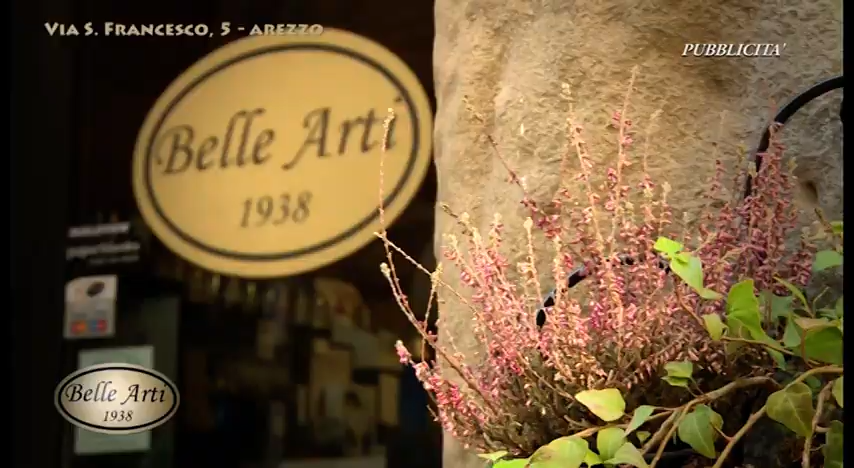 VIA S. FRANCESCO, 5 - AREZZO
PUBBLICITA'
Belle Arti
1938
Belle Arti
1938